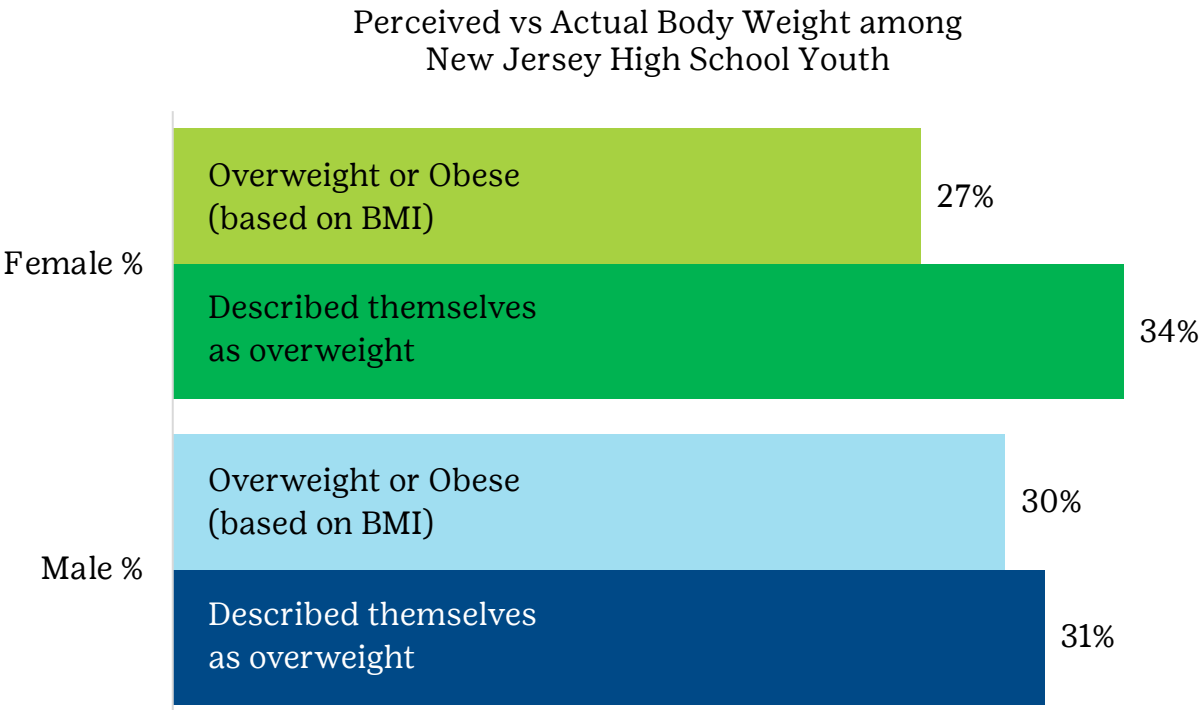 Perceived vs Actual Body Weight among
New Jersey High School Youth
Female %
Overweight or Obese
(based on BMI)
27%
Described themselves
as overweight
34%
Male %
Overweight or Obese
(based on BMI)
30%
Described themselves
as overweight
31%